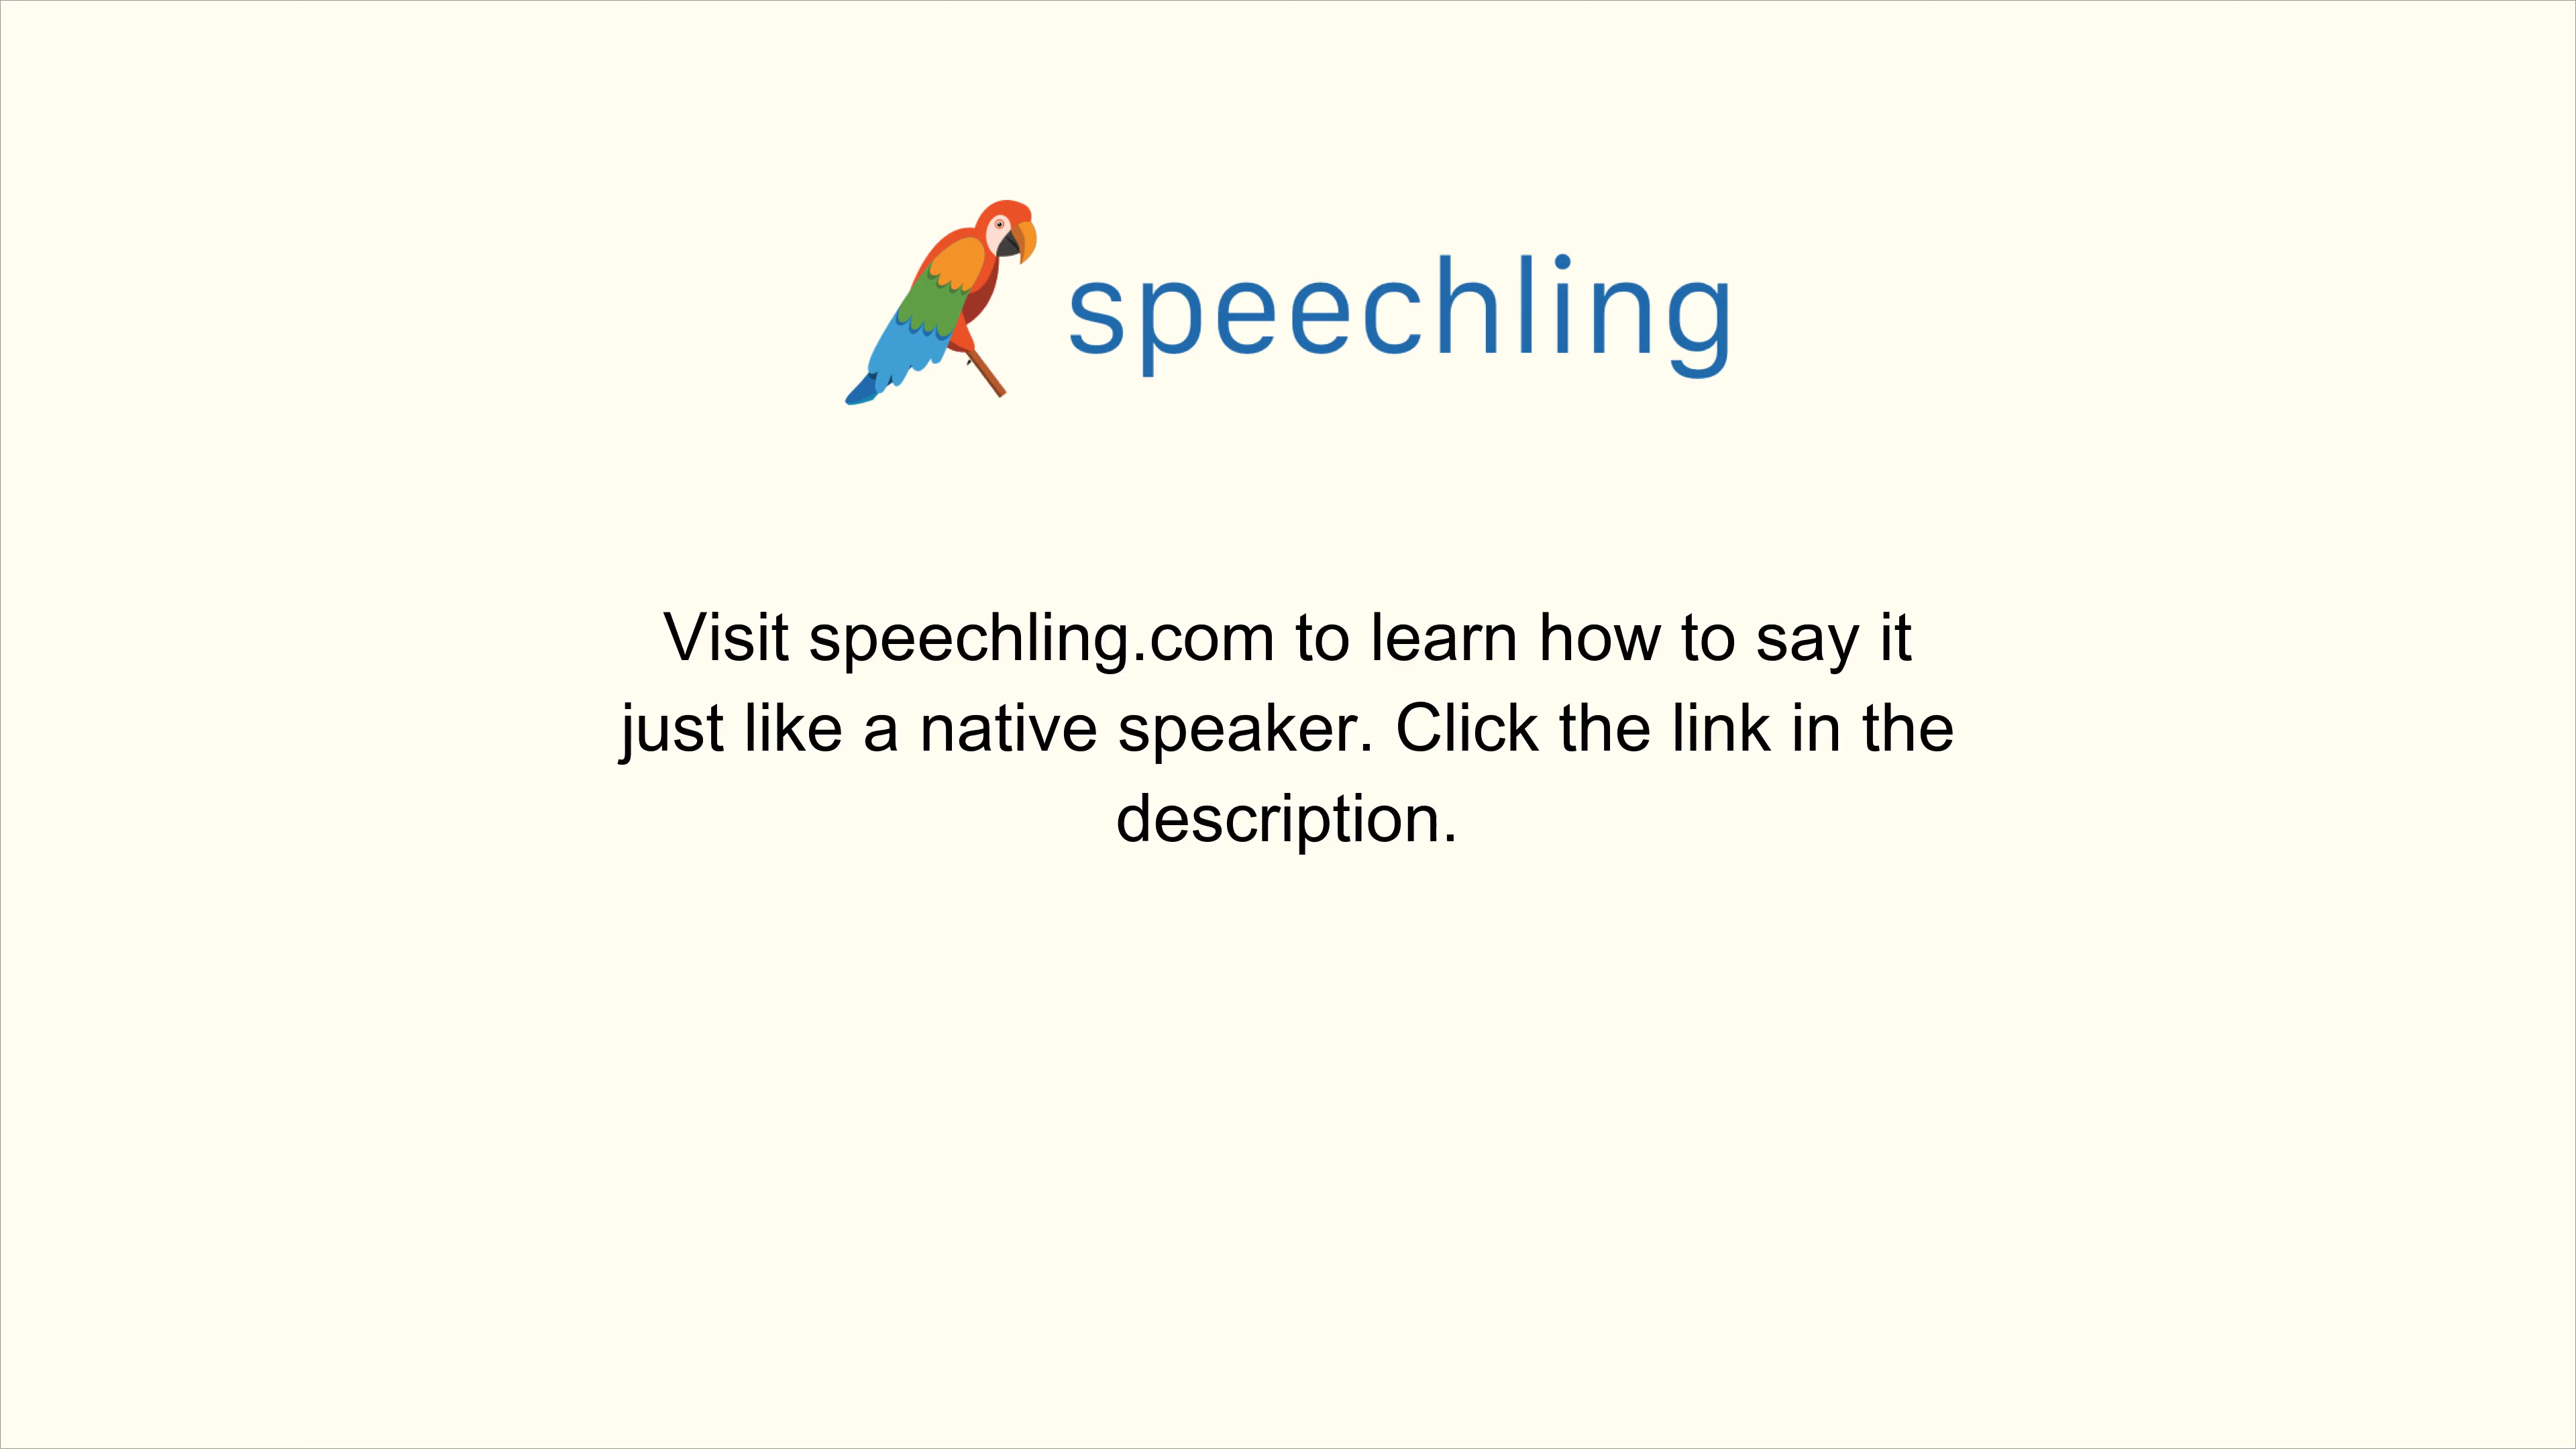 speechling
Visit speechling.com to learn how to say it
just like a native speaker. Click the link in the
description.